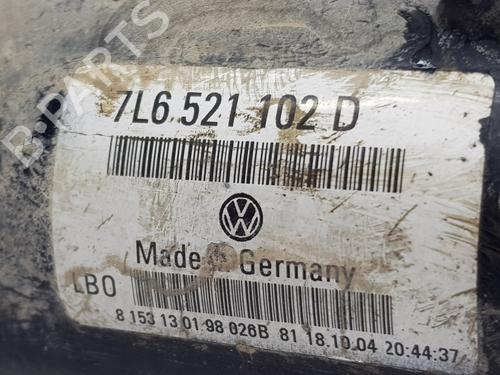 B-PARTS
7L6 521 102 D
Made in Germany
LBO
8 153 13 01 98 026B 81 18.10.04 20:44:37